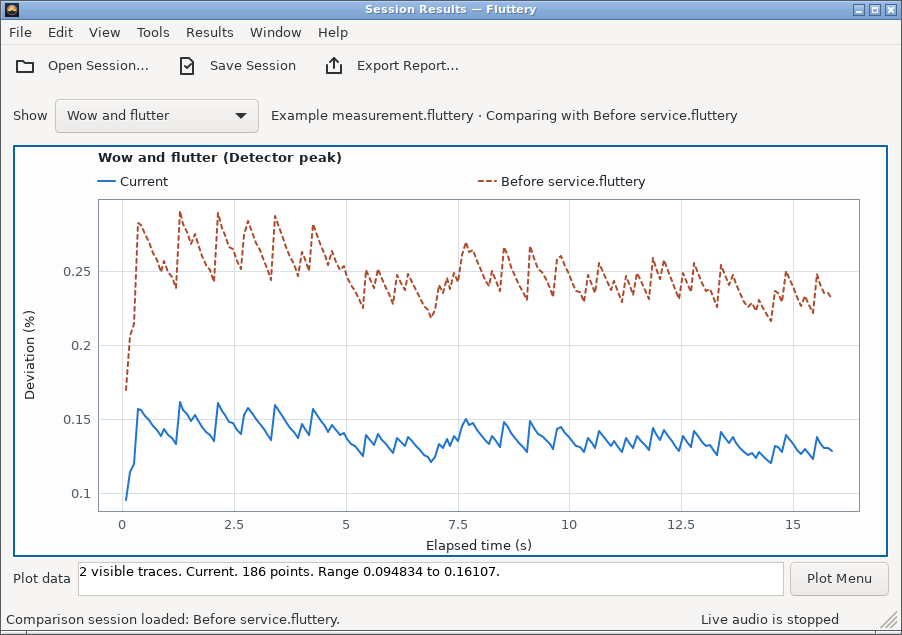 Session Results — Fluttery
File Edit View Tools Results Window Help
Open Session... Save Session Export Report...
Show Wow and flutter Example measurement.fluttery · Comparing with Before service.fluttery
Wow and flutter (Detector peak)
Current Before service.fluttery
Deviation (%)
0.25
0.2
0.15
0.1
0 2.5 5 7.5 10 12.5 15
Elapsed time (s)
Plot data 2 visible traces. Current. 186 points. Range 0.094834 to 0.16107. Plot Menu
Comparison session loaded: Before service.fluttery. Live audio is stopped